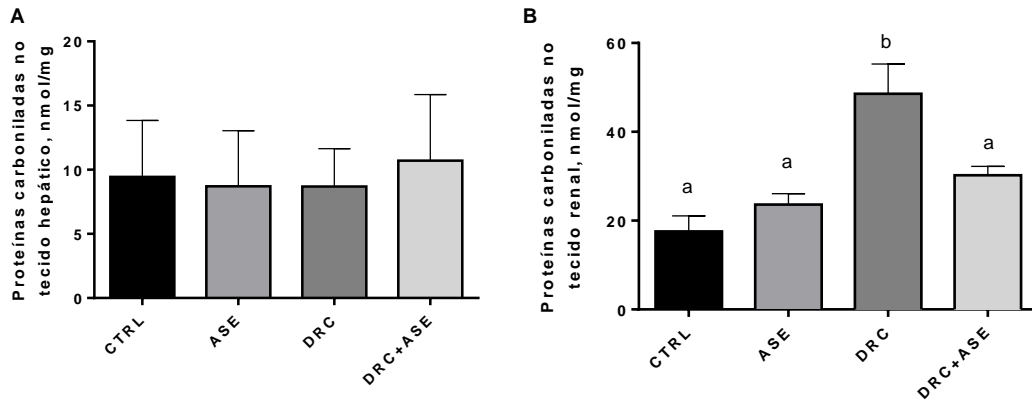 A
Proteínas carboniladas no
tecido hepático, nmol/mg
20
15
10
5
0
CTRL
ASE
DRC
DRC+ASE
B
Proteínas carboniladas no
tecido renal, nmol/mg
60
40
20
0
a
a
b
a
CTRL
ASE
DRC
DRC+ASE